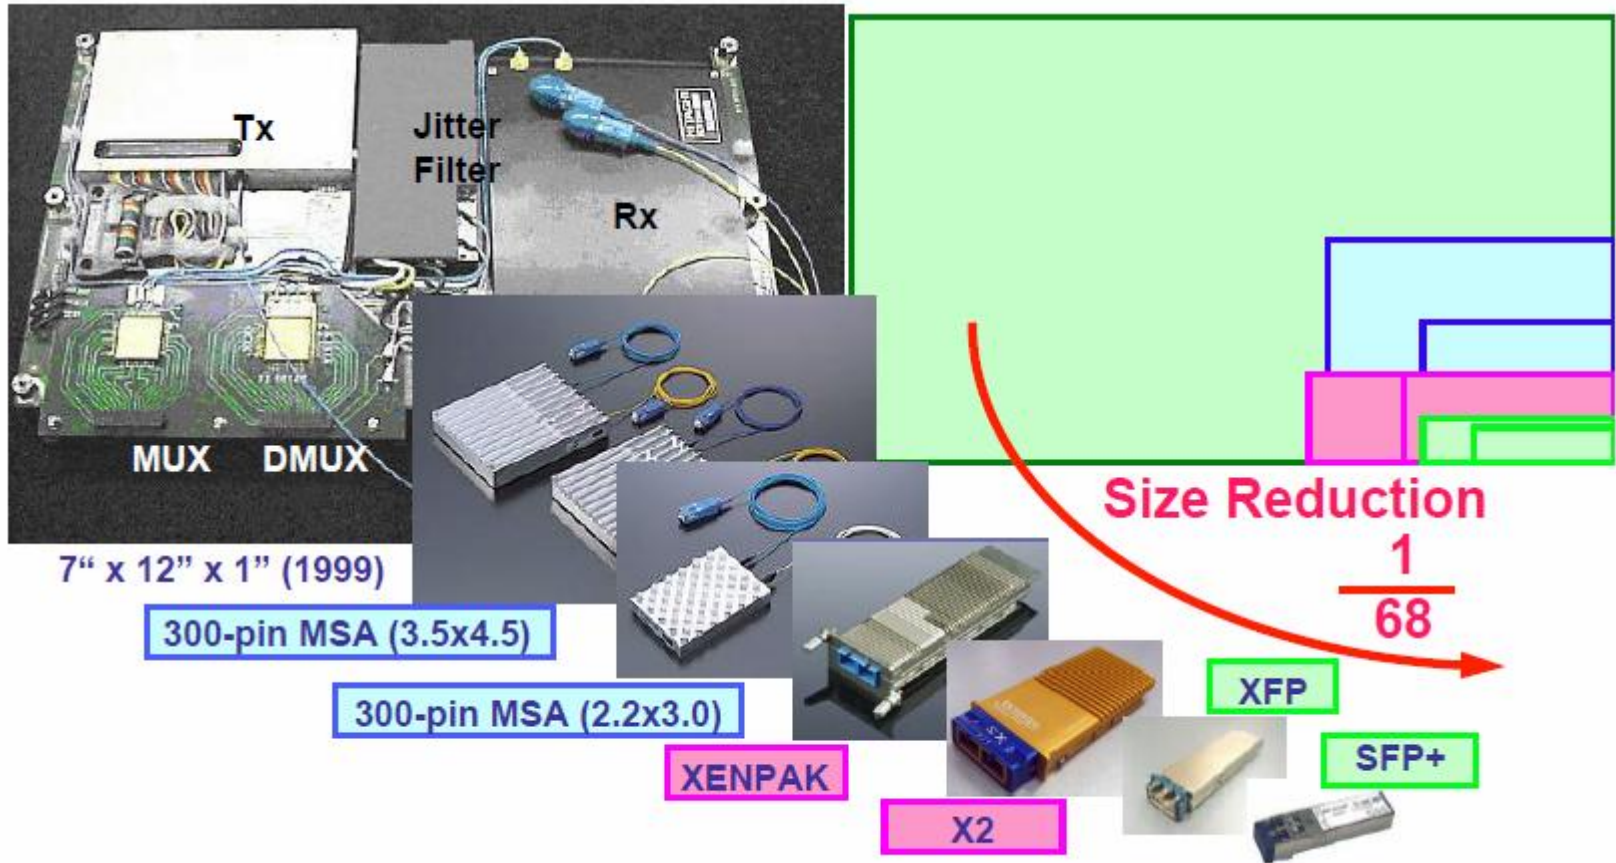 Tx
Jitter
Filter
Rx
HITACHI
MUX DMUX
7“ x 12” x 1” (1999)
300-pin MSA (3.5x4.5)
300-pin MSA (2.2x3.0)
XENPAK
X2
XFP
SFP+
Size Reduction
1
68